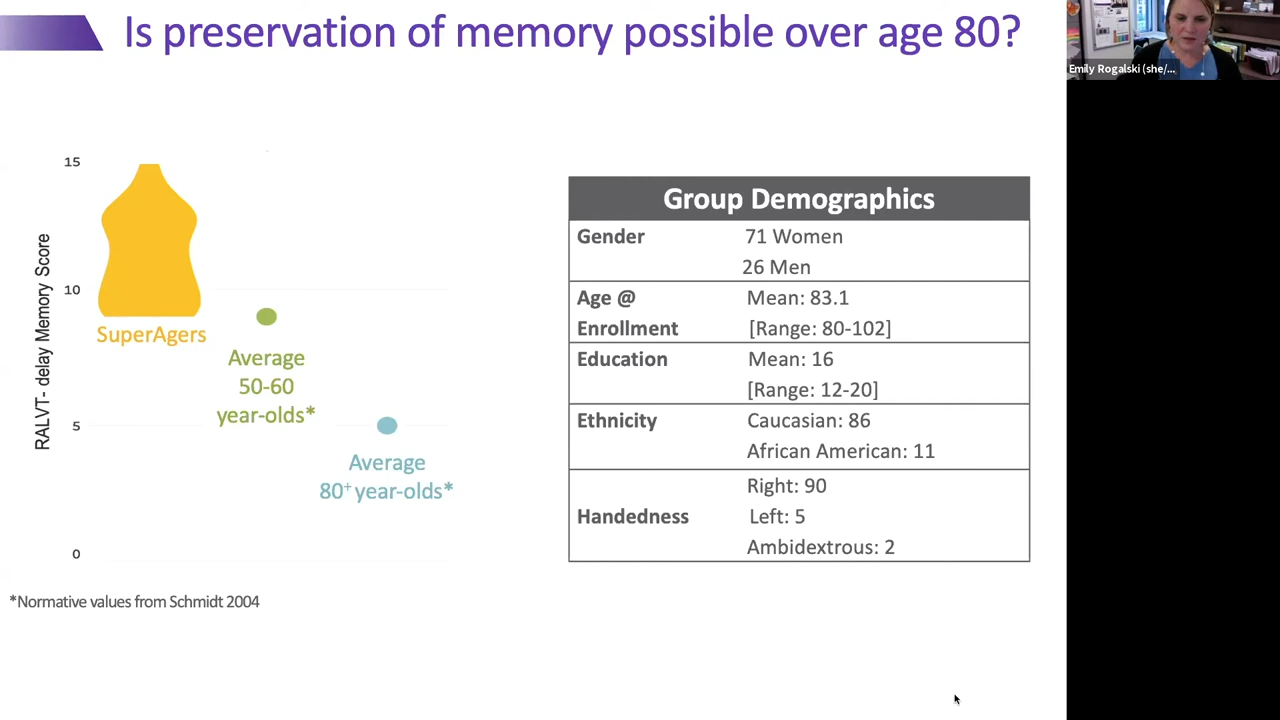 Is preservation of memory possible over age 80?
Emily Rogalski (she/...
RALVT- delay Memory Score
15
10
5
0
SuperAgers
Average
50-60
year-olds*
Average
80+ year-olds*
*Normative values from Schmidt 2004
Group Demographics
Gender 71 Women
26 Men
Age @ Mean: 83.1
Enrollment [Range: 80-102]
Education Mean: 16
[Range: 12-20]
Ethnicity Caucasian: 86
African American: 11
Right: 90
Handedness Left: 5
Ambidextrous: 2